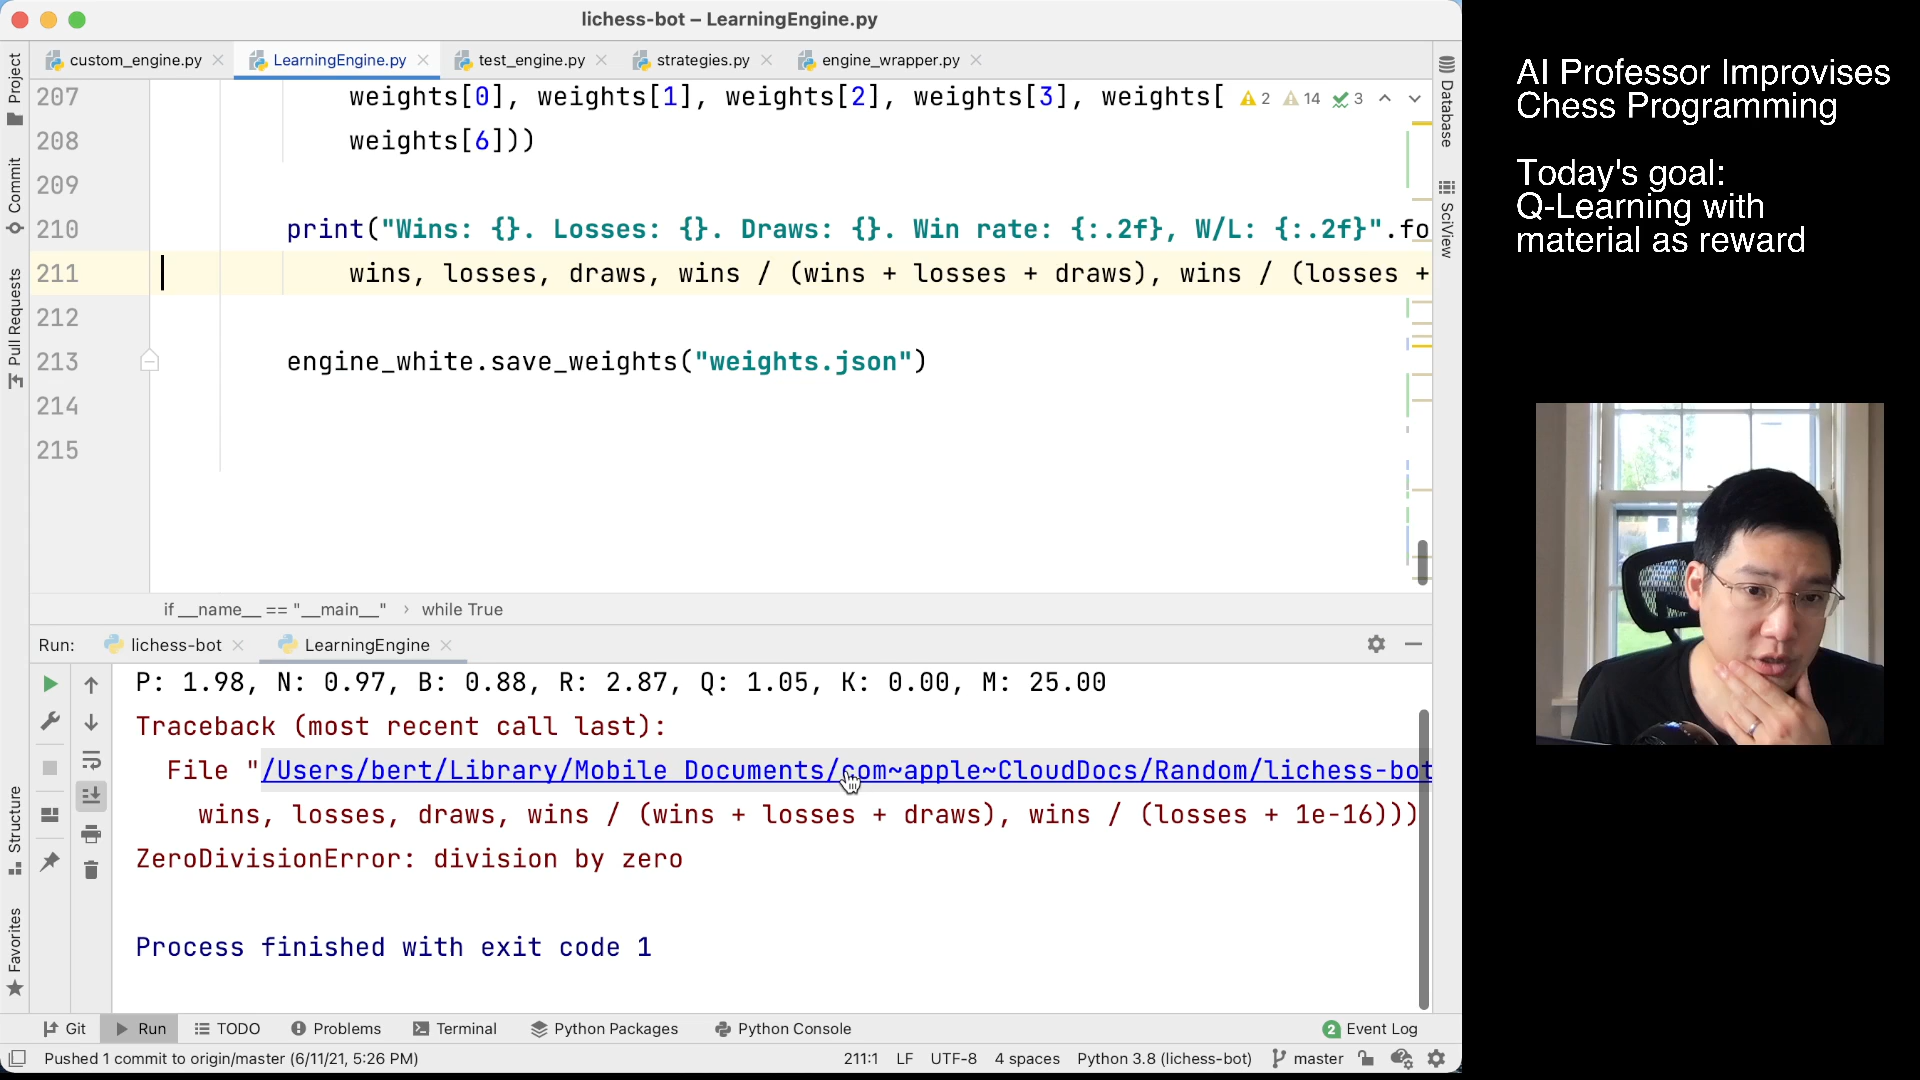 lichess-bot – LearningEngine.py
custom_engine.py
LearningEngine.py
test_engine.py
strategies.py
engine_wrapper.py
207 weights[0], weights[1], weights[2], weights[3], weights[
2 14 3
208 weights[6]))
209
210 print("Wins: {}. Losses: {}. Draws: {}. Win rate: {:.2f}, W/L: {:.2f}".fo
211 wins, losses, draws, wins / (wins + losses + draws), wins / (losses +
212
213 engine_white.save_weights("weights.json")
214
215
if __name__ == "__main__" › while True
Project
Commit
Pull Requests
Structure
Favorites
Database
SciView
Run: lichess-bot LearningEngine
P: 1.98, N: 0.97, B: 0.88, R: 2.87, Q: 1.05, K: 0.00, M: 25.00
Traceback (most recent call last):
File "/Users/bert/Library/Mobile Documents/com~apple~CloudDocs/Random/lichess-bot
wins, losses, draws, wins / (wins + losses + draws), wins / (losses + 1e-16)))
ZeroDivisionError: division by zero
Process finished with exit code 1
Git Run TODO Problems Terminal Python Packages Python Console 2 Event Log
Pushed 1 commit to origin/master (6/11/21, 5:26 PM) 211:1 LF UTF-8 4 spaces Python 3.8 (lichess-bot) master
AI Professor Improvises
Chess Programming
Today's goal:
Q-Learning with
material as reward